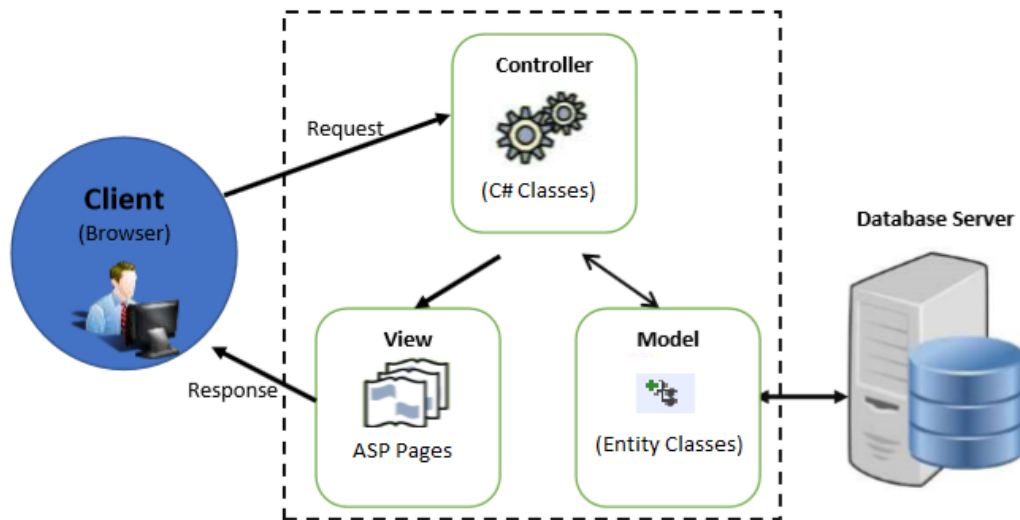 Controller
(C# Classes)
Request
Client
(Browser)
Database Server
View
ASP Pages
Model
(Entity Classes)
Response